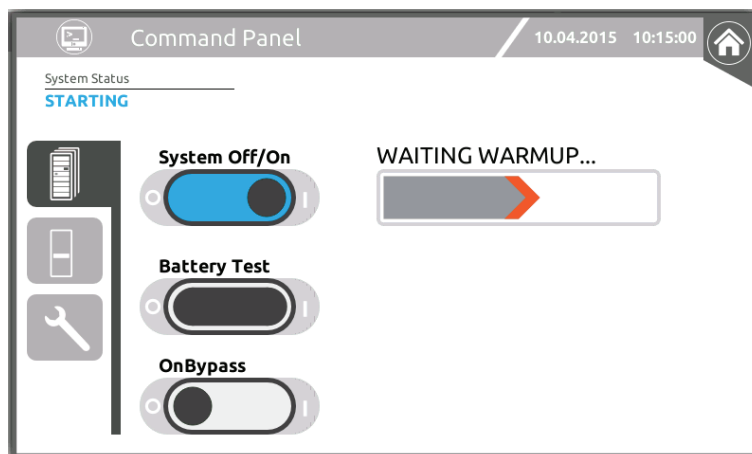 Command Panel
10.04.2015 10:15:00
System Status
STARTING
System Off/On
WAITING WARMUP...
Battery Test
OnBypass